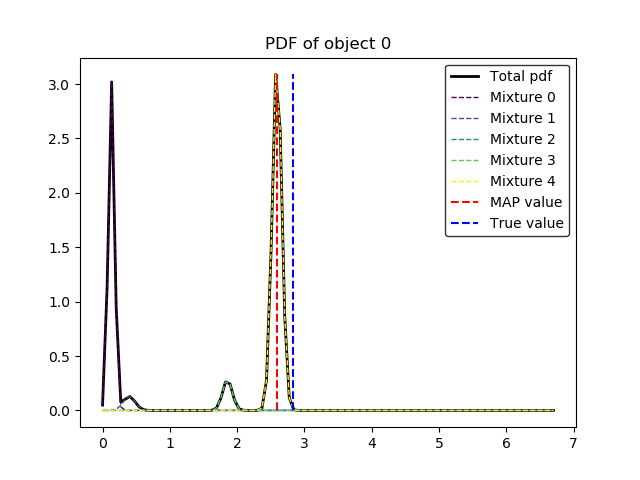 PDF of object 0
Total pdf
Mixture 0
Mixture 1
Mixture 2
Mixture 3
Mixture 4
MAP value
True value
3.0
2.5
2.0
1.5
1.0
0.5
0.0
0 1 2 3 4 5 6 7